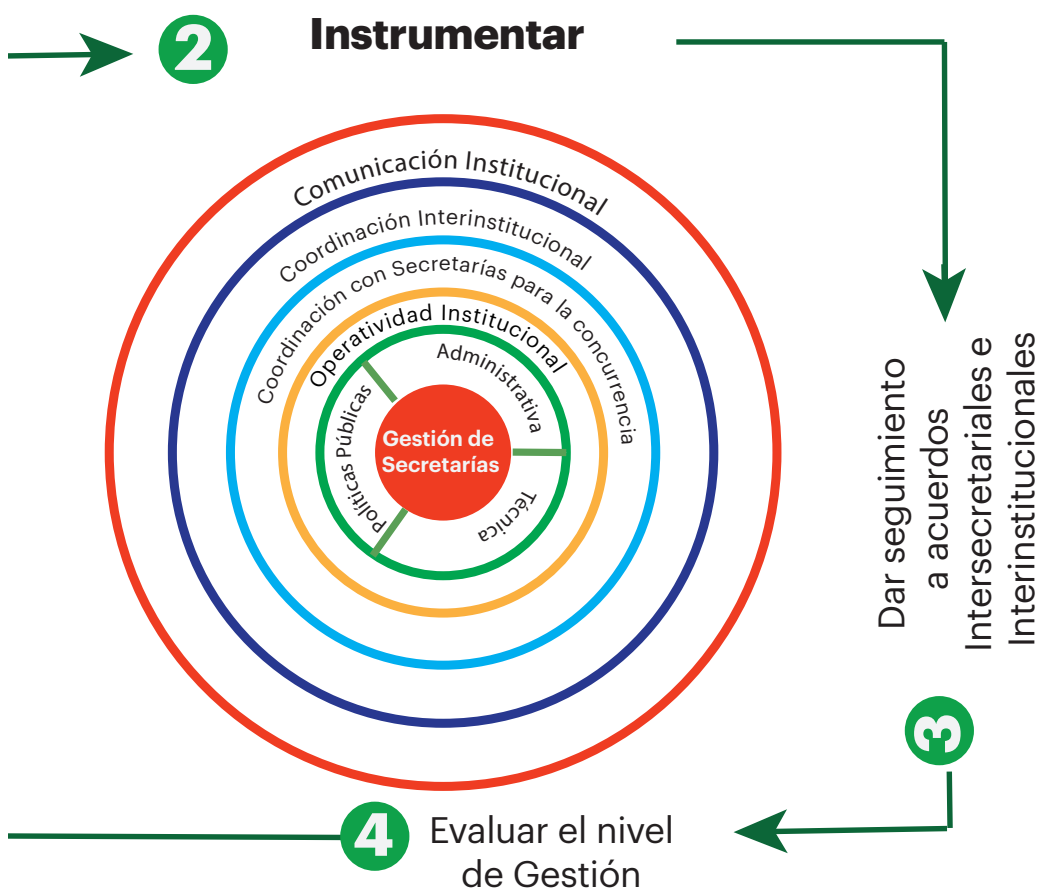 2
Instrumentar
Comunicación Institucional
Coordinación Interinstitucional
Coordinación con Secretarías para la concurrencia
Operatividad Institucional
Administrativa
Políticas Públicas
Técnica
Gestión de
Secretarías
Dar seguimiento
a acuerdos
Intersecretariales e
Interinstitucionales
3
4
Evaluar el nivel
de Gestión